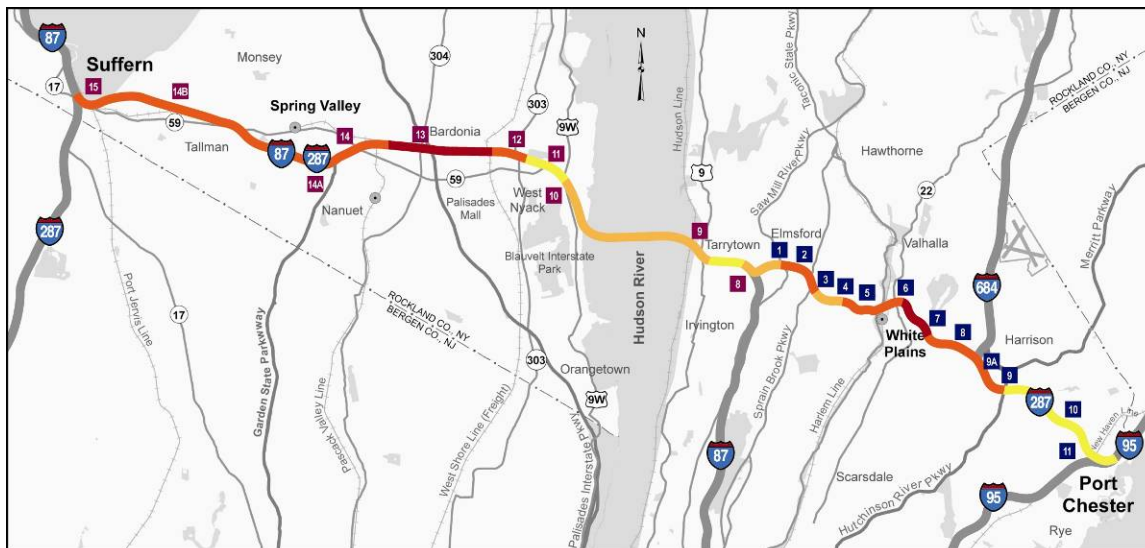 87
Suffern
17
15
14B
Monsey
59
Tallman
Spring Valley
87
287
14A
14
Nanuet
304
13
Bardonia
59
Palisades
Mall
303
12
9W
11
10
West
Nyack
Blauvelt Interstate
Park
N
Hudson River
Hudson Line
9
9
Tarrytown
8
Irvington
Taconic State Pkwy
Saw Mill River Pkwy
Elmsford
1
2
3
4
5
6
7
8
9A
9
10
11
Hawthorne
22
Valhalla
White
Plains
684
Harrison
Merritt Parkway
ROCKLAND CO., NY
BERGEN CO., NJ
287
New Haven Line
95
Port
Chester
Rye
95
Hutchinson River Pkwy
Scarsdale
Harlem Line
Sprain Brook Pkwy
87
287
Port Jervis Line
17
ROCKLAND CO., NY
BERGEN CO., NJ
Garden State Parkway
Pascack Valley Line
West Shore Line (Freight)
303
Orangetown
9W
Palisades Interstate Pkwy